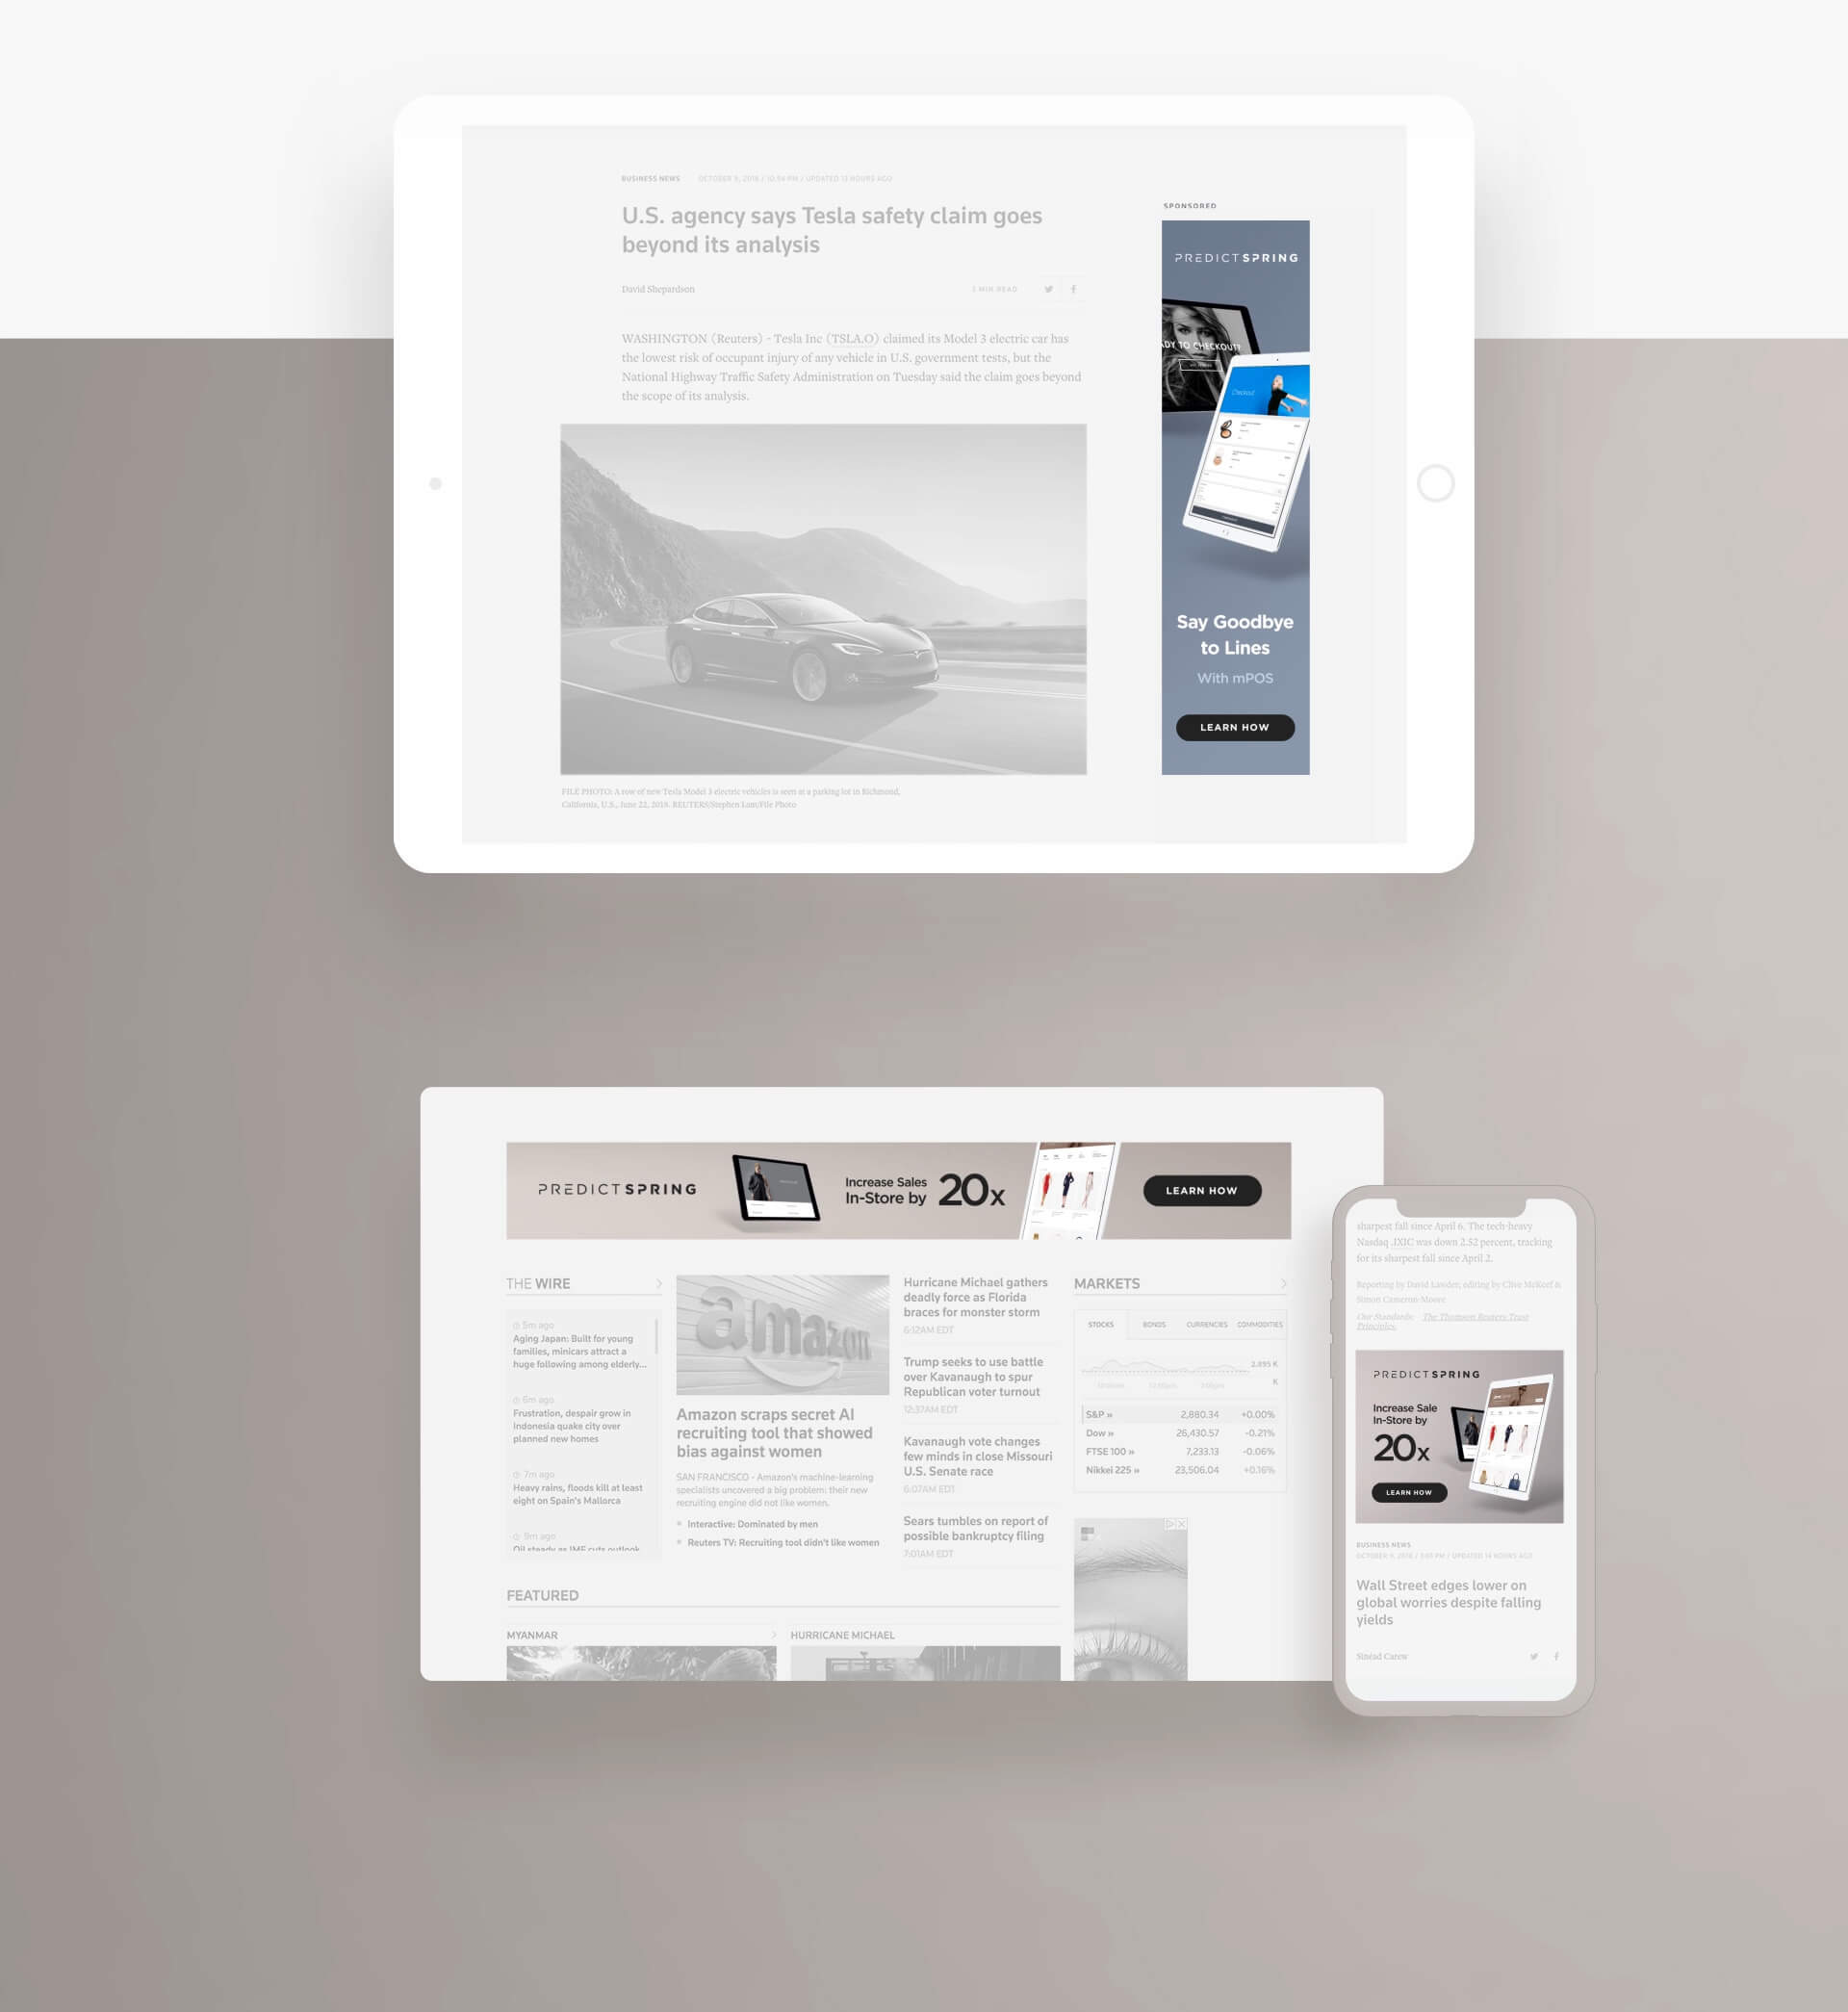 BUSINESS NEWS OCTOBER 9, 2018 / 10:54 PM / UPDATED 13 HOURS AGO
U.S. agency says Tesla safety claim goes
beyond its analysis
David Shepardson
MIN READ
WASHINGTON (Reuters) - Tesla Inc (TSLA.O) claimed its Model 3 electric car has
the lowest risk of occupant injury of any vehicle in U.S. government tests, but the
National Highway Traffic Safety Administration on Tuesday said the claim goes beyond
the scope of its analysis.
FILE PHOTO: A row of new Tesla Model 3 electric vehicles is seen at a parking lot in Richmond,
California, U.S., June 22, 2018. REUTERS/Stephen Lam/File Photo
SPONSORED
PREDICTSPRING
DY TO CHECKOUT?
Checkout
Say Goodbye
to Lines
With mPOS
LEARN HOW
PREDICTSPRING
Increase Sales
In-Store by
20x
LEARN HOW
THE WIRE
5m ago
Aging Japan: Built for young
families, minicars attract a
huge following among elderly...
6m ago
Frustration, despair grow in
Indonesia quake city over
planned new homes
7m ago
Heavy rains, floods kill at least
eight on Spain's Mallorca
9m ago
Oil steady as IMF cuts outlook
amazon
Amazon scraps secret AI
recruiting tool that showed
bias against women
SAN FRANCISCO - Amazon's machine-learning
specialists uncovered a big problem: their new
recruiting engine did not like women.
Interactive: Dominated by men
Reuters TV: Recruiting tool didn't like women
Hurricane Michael gathers
deadly force as Florida
braces for monster storm
6:12AM EDT
Trump seeks to use battle
over Kavanaugh to spur
Republican voter turnout
12:37AM EDT
Kavanaugh vote changes
few minds in close Missouri
U.S. Senate race
6:07AM EDT
Sears tumbles on report of
possible bankruptcy filing
7:01AM EDT
MARKETS
STOCKS BONDS CURRENCIES COMMODITIES
2.895 K
K
S&P » 2,880.34 +0.00%
Dow » 26,430.57 -0.21%
FTSE 100 » 7,233.13 -0.06%
Nikkei 225 » 23,506.04 +0.16%
FEATURED
MYANMAR
HURRICANE MICHAEL
sharpest fall since April 6. The tech-heavy
Nasdaq .IXIC was down 2.52 percent, tracking
for its sharpest fall since April 2.
Reporting by David Lawder; editing by Clive McKeef &
Simon Cameron-Moore
Our Standards: The Thomson Reuters Trust
Principles.
PREDICTSPRING
Increase Sale
In-Store by
20x
LEARN HOW
BUSINESS NEWS
OCTOBER 9, 2018 / PM / UPDATED 14 HOURS AGO
Wall Street edges lower on
global worries despite falling
yields
Sinead Carew